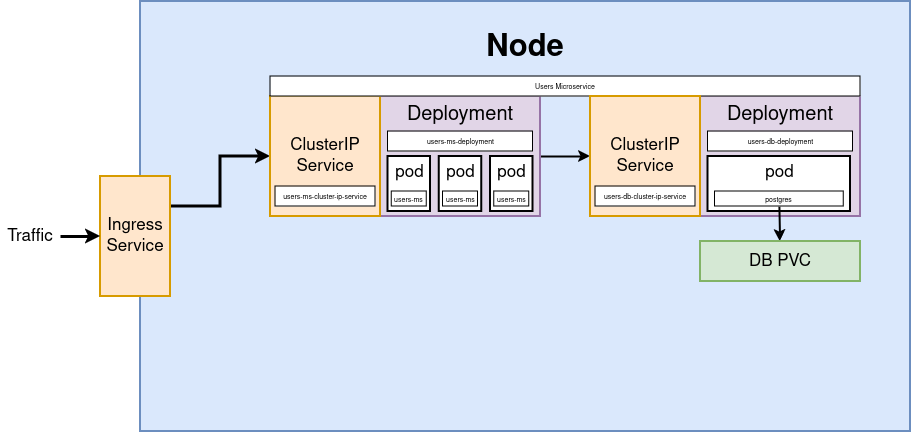 Node
Users Microservice
Deployment
users-ms-deployment
ClusterIP
Service
users-ms-cluster-ip-service
pod
users-ms
pod
users-ms
pod
users-ms
ClusterIP
Service
users-db-cluster-ip-service
Deployment
users-db-deployment
pod
postgres
Traffic
Ingress
Service
DB PVC